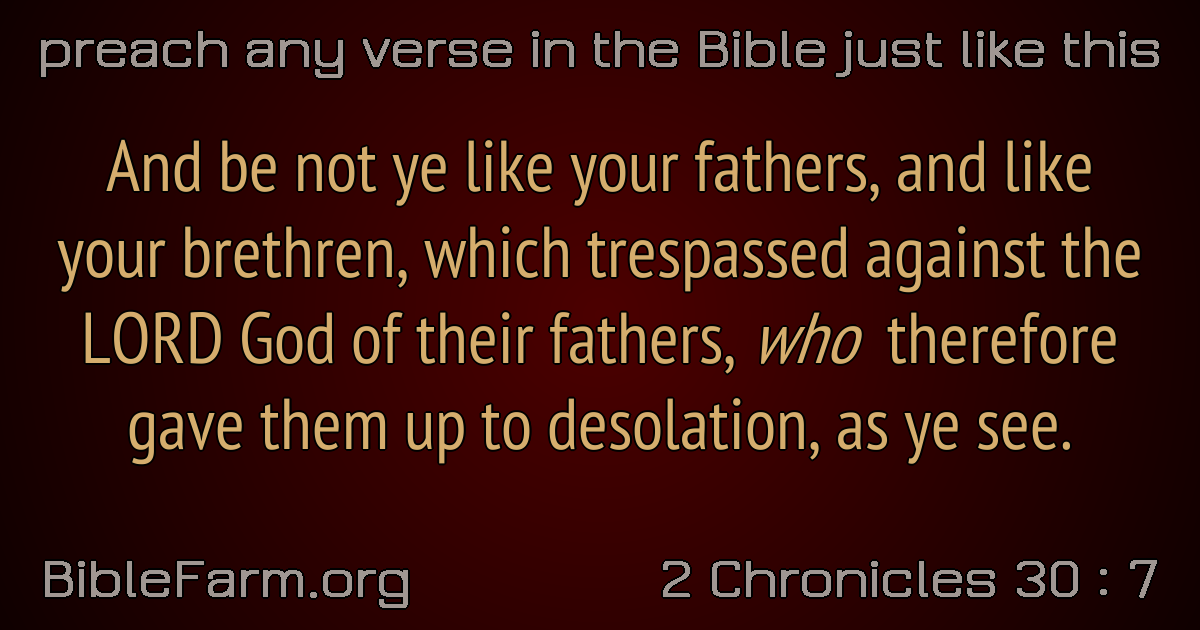 preach any verse in the Bible just like this
And be not ye like your fathers, and like
your brethren, which trespassed against the
LORD God of their fathers, who therefore
gave them up to desolation, as ye see.
BibleFarm.org
2 Chronicles 30 : 7